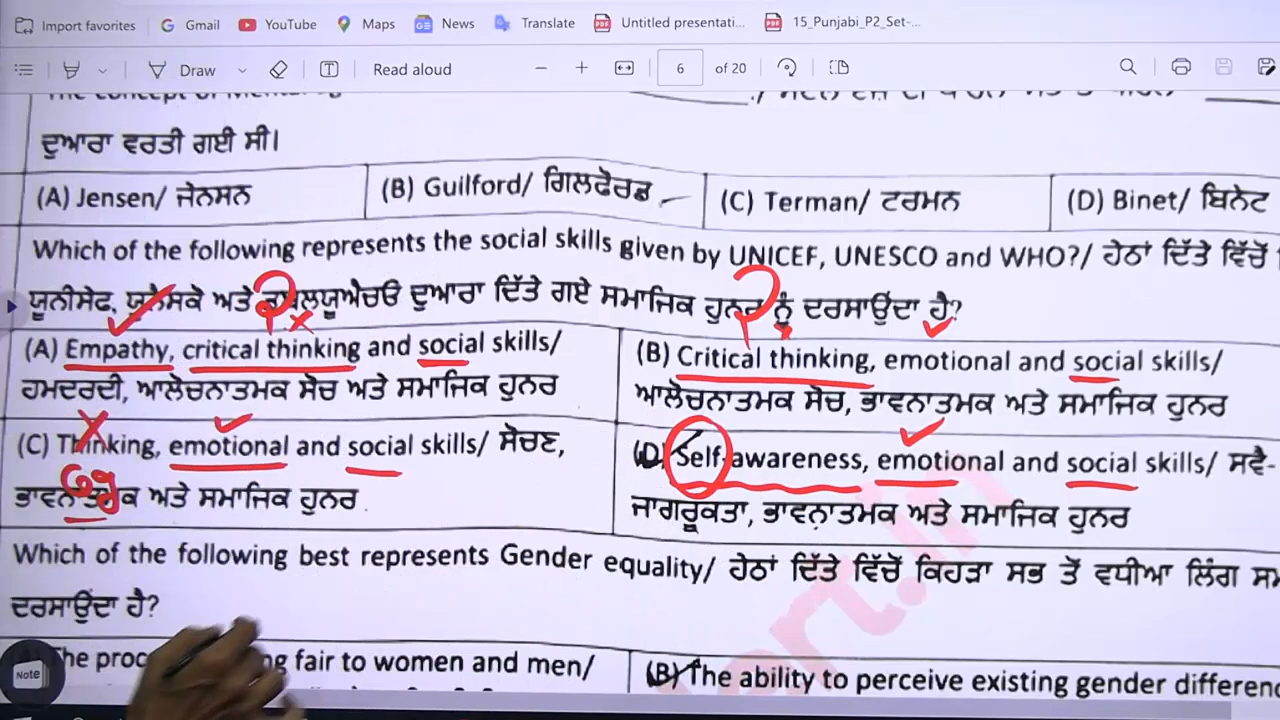 Import favorites Gmail YouTube Maps News Translate Untitled presentati... 15_Punjabi_P2_Set-...
Draw Read aloud 6 of 20
The concept of
ਦੁਆਰਾ ਵਰਤੀ ਗਈ ਸੀ।
(A) Jensen/ ਜੇਨਸਨ (B) Guilford/ ਗਿਲਫੋਰਡ (C) Terman/ ਟਰਮਨ (D) Binet/ ਬਿਨੇਟ
Which of the following represents the social skills given by UNICEF, UNESCO and WHO?/ ਹੇਠਾਂ ਦਿੱਤੇ ਵਿੱਚੋਂ
ਯੂਨੀਸੇਫ, ਯੂਨੈਸਕੋ ਅਤੇ ਡਬਲਯੂਐਚਓ ਦੁਆਰਾ ਦਿੱਤੇ ਗਏ ਸਮਾਜਿਕ ਹੁਨਰ ਨੂੰ ਦਰਸਾਉਂਦਾ ਹੈ?
(A) Empathy, critical thinking and social skills/
ਹਮਦਰਦੀ, ਆਲੋਚਨਾਤਮਕ ਸੋਚ ਅਤੇ ਸਮਾਜਿਕ ਹੁਨਰ
(B) Critical thinking, emotional and social skills/
ਆਲੋਚਨਾਤਮਕ ਸੋਚ, ਭਾਵਨਾਤਮਕ ਅਤੇ ਸਮਾਜਿਕ ਹੁਨਰ
(C) Thinking, emotional and social skills/ ਸੋਚਣ,
ਭਾਵਨਾਤਮਕ ਅਤੇ ਸਮਾਜਿਕ ਹੁਨਰ
(D) Self-awareness, emotional and social skills/ ਸਵੈ-
ਜਾਗਰੂਕਤਾ, ਭਾਵਨਾਤਮਕ ਅਤੇ ਸਮਾਜਿਕ ਹੁਨਰ
Which of the following best represents Gender equality/ ਹੇਠਾਂ ਦਿੱਤੇ ਵਿੱਚੋਂ ਕਿਹੜਾ ਸਭ ਤੋਂ ਵਧੀਆ ਲਿੰਗ
ਦਰਸਾਉਂਦਾ ਹੈ?
The fair to women and men/
(B) The ability to perceive existing gender
Note